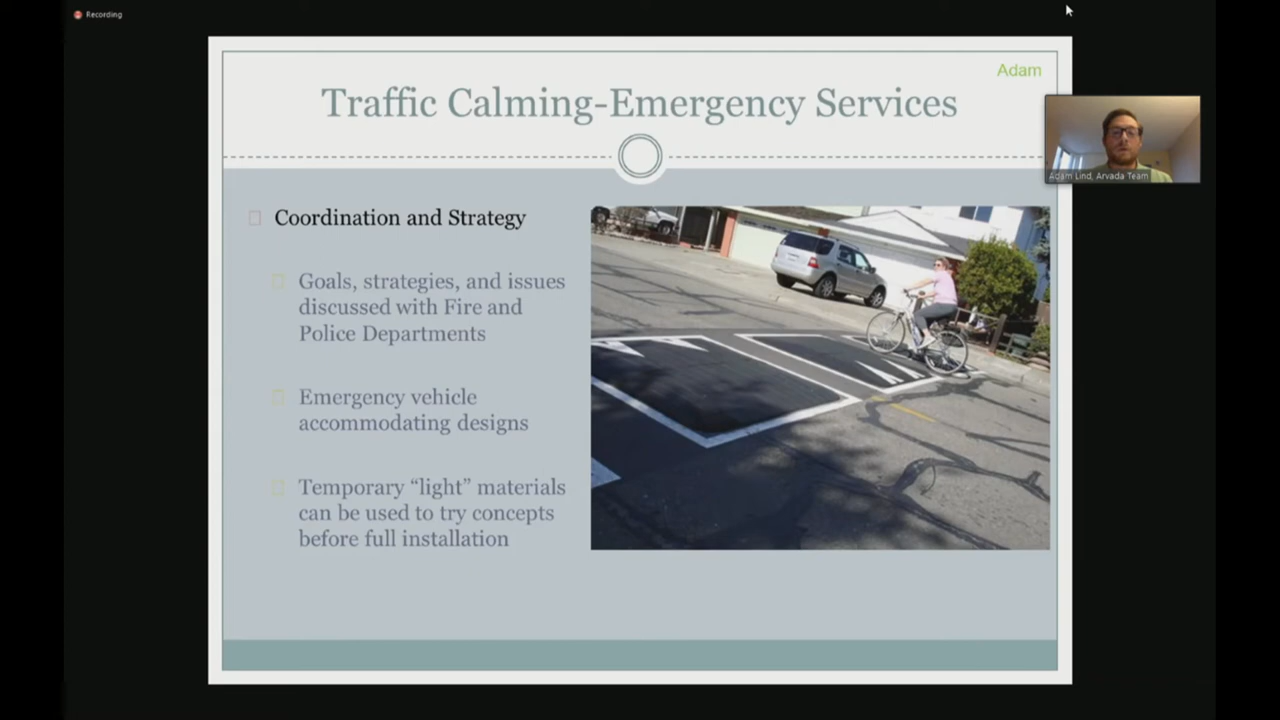 Recording
Adam
Traffic Calming-Emergency Services
Adam Lind, Arvada Team
Coordination and Strategy
Goals, strategies, and issues
discussed with Fire and
Police Departments
Emergency vehicle
accommodating designs
Temporary “light” materials
can be used to try concepts
before full installation